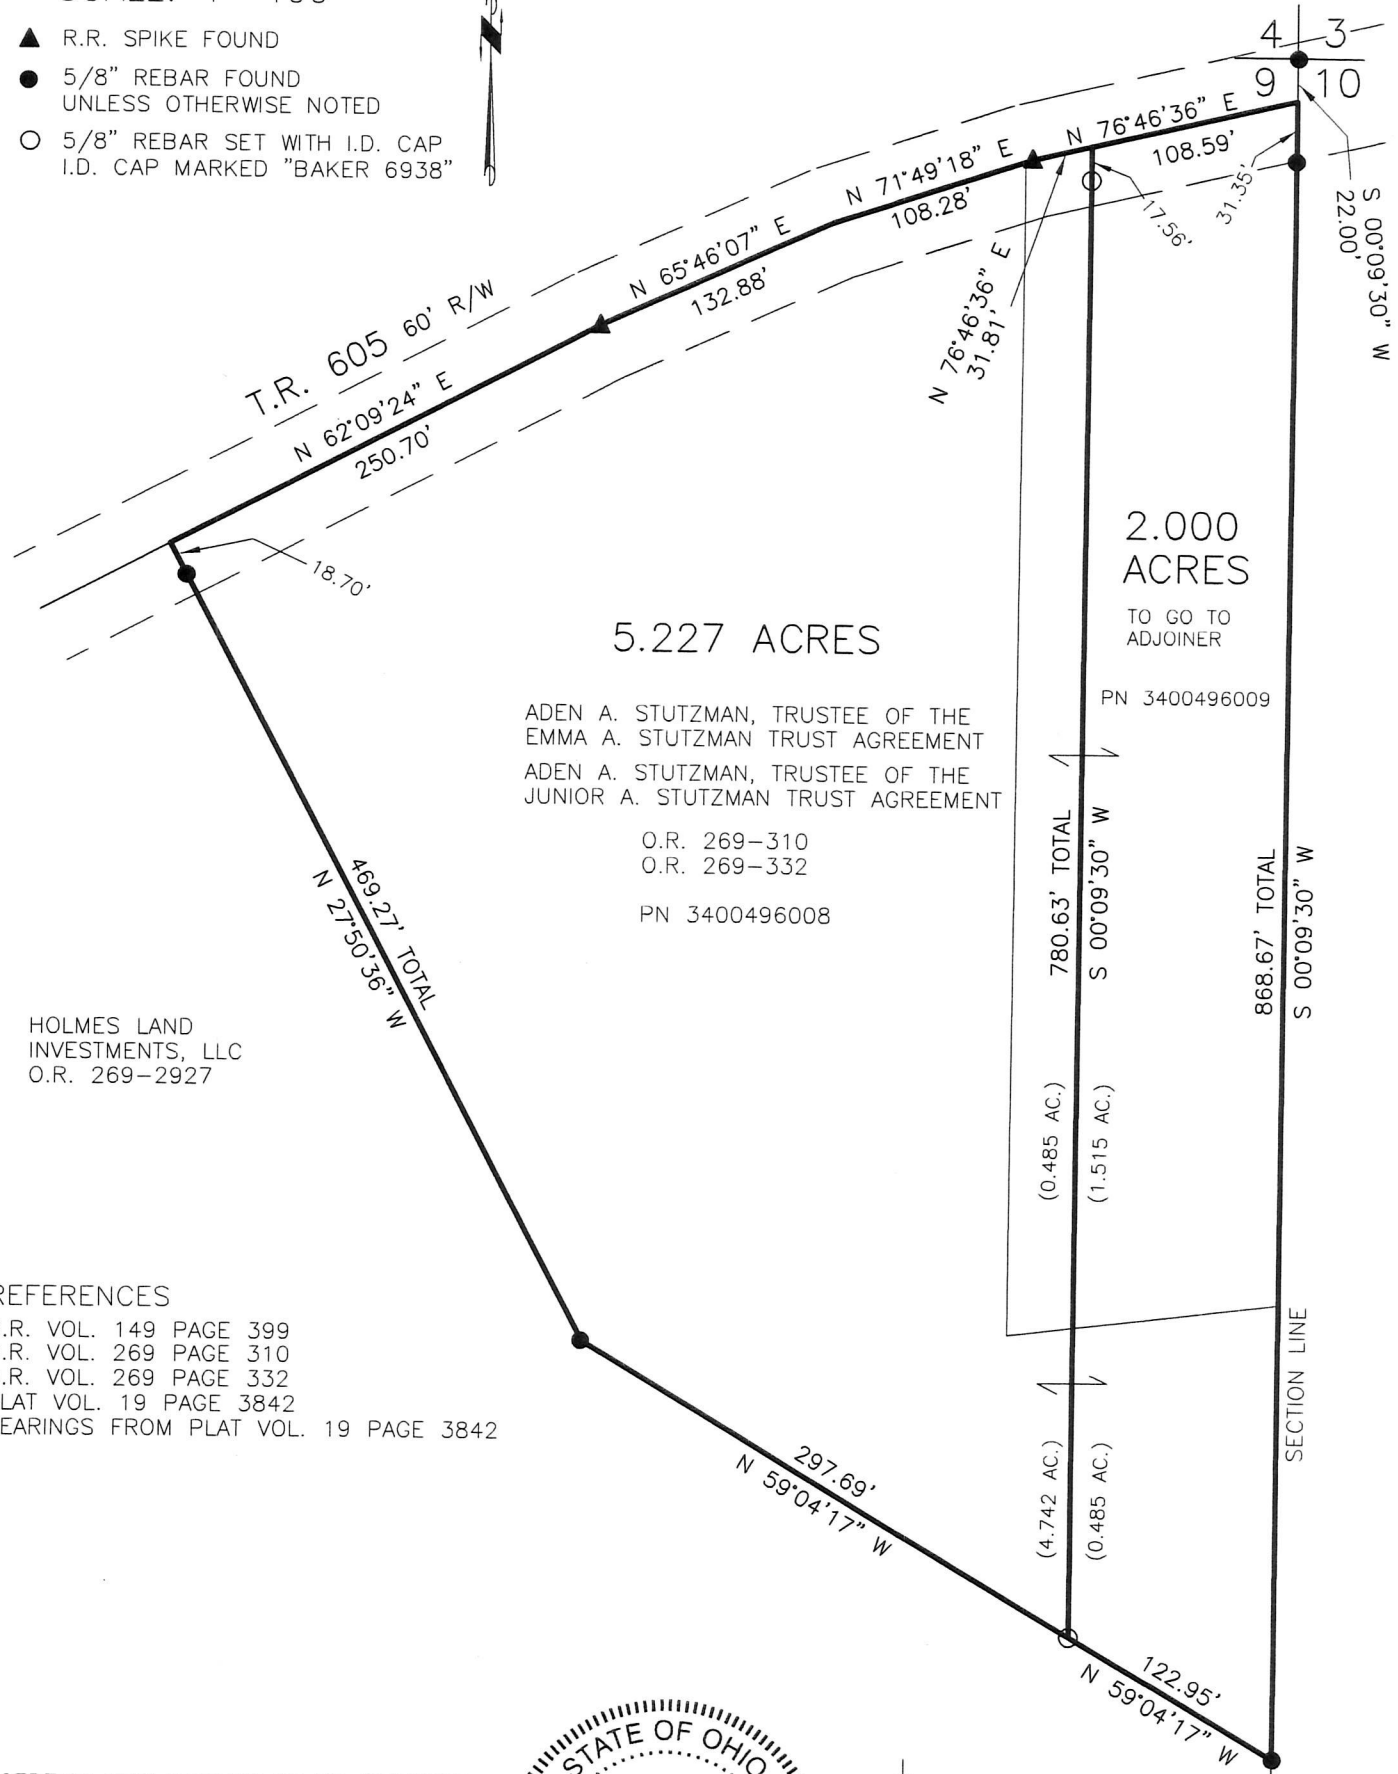 ▲ R.R. SPIKE FOUND
● 5/8" REBAR FOUND
UNLESS OTHERWISE NOTED
○ 5/8" REBAR SET WITH I.D. CAP
I.D. CAP MARKED "BAKER 6938"
4 3
9 10
S 00°09'30" W
22.00'
N 76°46'36" E
108.59'
31.35'
17.56'
N 71°49'18" E
108.28'
N 76°46'36" E
31.81'
N 65°46'07" E
132.88'
T.R. 605 60' R/W
N 62°09'24" E
250.70'
18.70'
2.000
ACRES
TO GO TO
ADJOINER
PN 3400496009
5.227 ACRES
ADEN A. STUTZMAN, TRUSTEE OF THE
EMMA A. STUTZMAN TRUST AGREEMENT
ADEN A. STUTZMAN, TRUSTEE OF THE
JUNIOR A. STUTZMAN TRUST AGREEMENT
O.R. 269-310
O.R. 269-332
PN 3400496008
780.63' TOTAL
S 00°09'30" W
868.67' TOTAL
S 00°09'30" W
469.27' TOTAL
N 27°50'36" W
HOLMES LAND
INVESTMENTS, LLC
O.R. 269-2927
(0.485 AC.)
(1.515 AC.)
REFERENCES
.R. VOL. 149 PAGE 399
.R. VOL. 269 PAGE 310
.R. VOL. 269 PAGE 332
LAT VOL. 19 PAGE 3842
EARINGS FROM PLAT VOL. 19 PAGE 3842
SECTION LINE
(4.742 AC.)
(0.485 AC.)
297.69'
N 59°04'17" W
122.95'
N 59°04'17" W
STATE OF OHIO